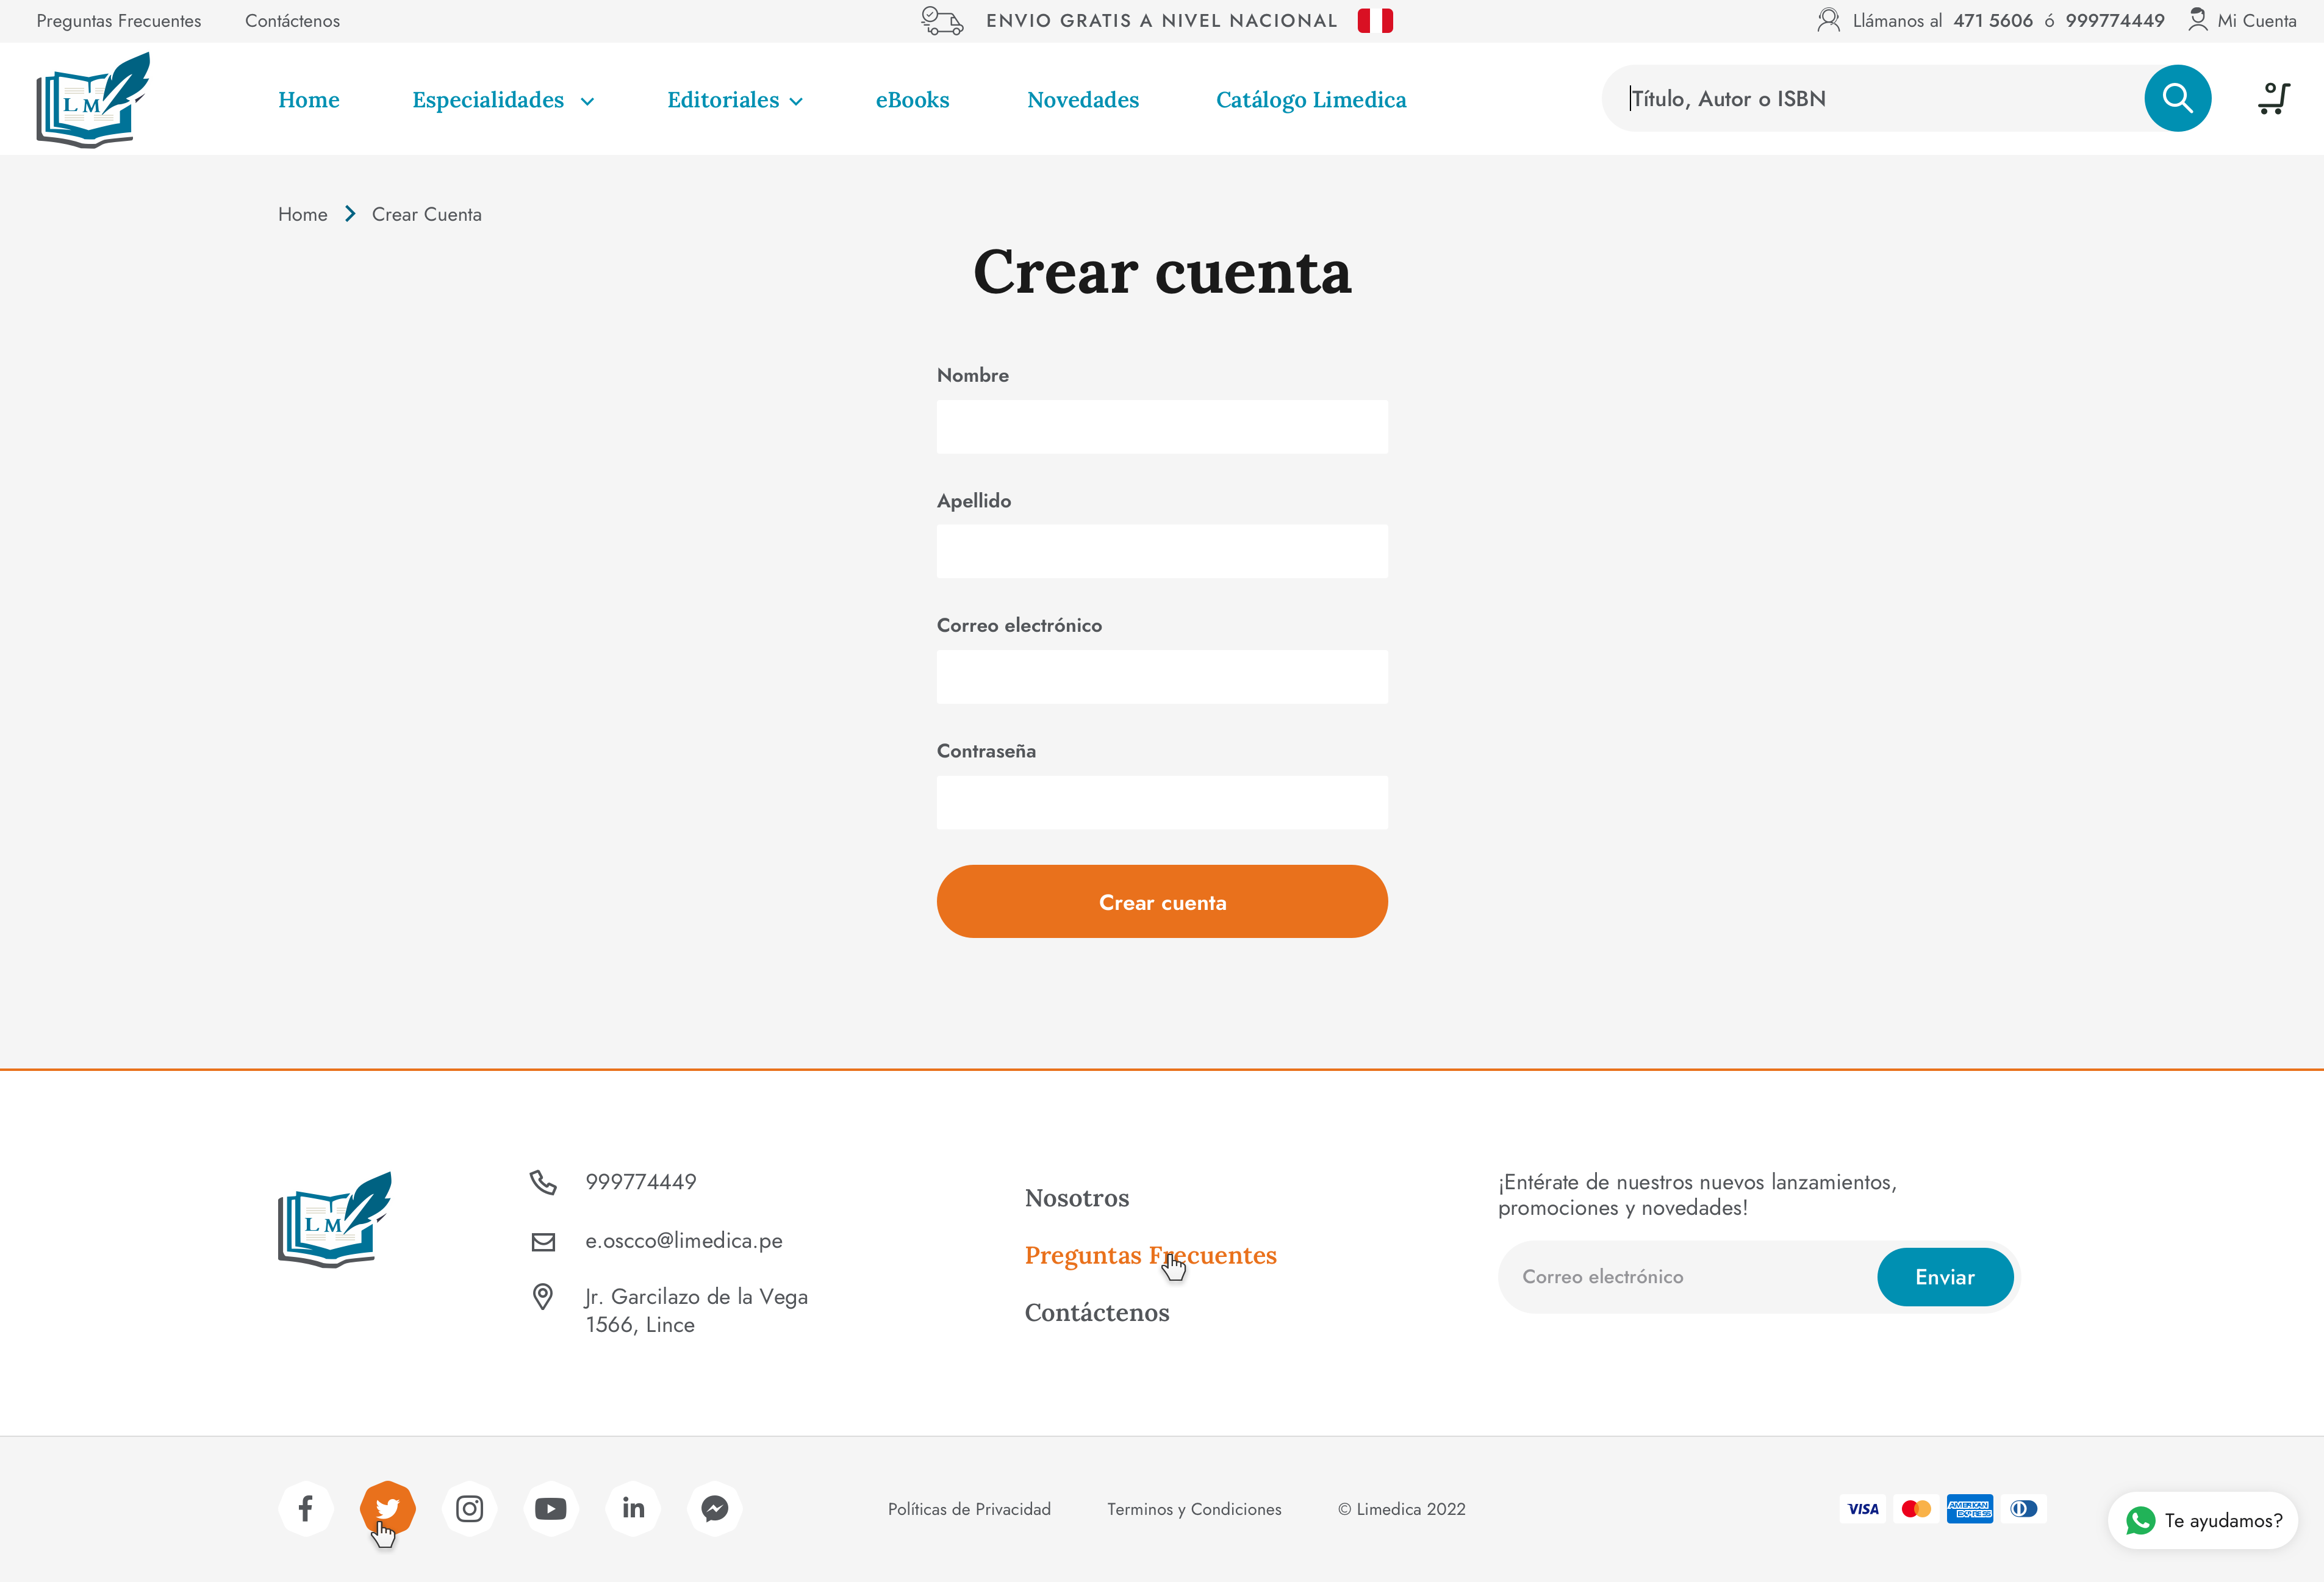 Preguntas Frecuentes Contáctenos ENVIO GRATIS A NIVEL NACIONAL Llámanos al 471 5606 ó 999774449 Mi Cuenta
L M
Home Especialidades Editoriales eBooks Novedades Catálogo Limedica Título, Autor o ISBN
Home Crear Cuenta
Crear cuenta
Nombre
Apellido
Correo electrónico
Contraseña
Crear cuenta
L M
999774449
e.oscco@limedica.pe
Jr. Garcilazo de la Vega
1566, Lince
Nosotros
Preguntas Frecuentes
Contáctenos
¡Entérate de nuestros nuevos lanzamientos,
promociones y novedades!
Correo electrónico Enviar
Políticas de Privacidad Terminos y Condiciones © Limedica 2022
VISA
AMERICAN
EXPRESS
Te ayudamos?